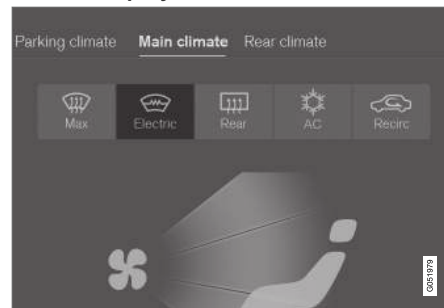 Parking climate Main climate Rear climate
Max Electric Rear AC Recirc
G051979